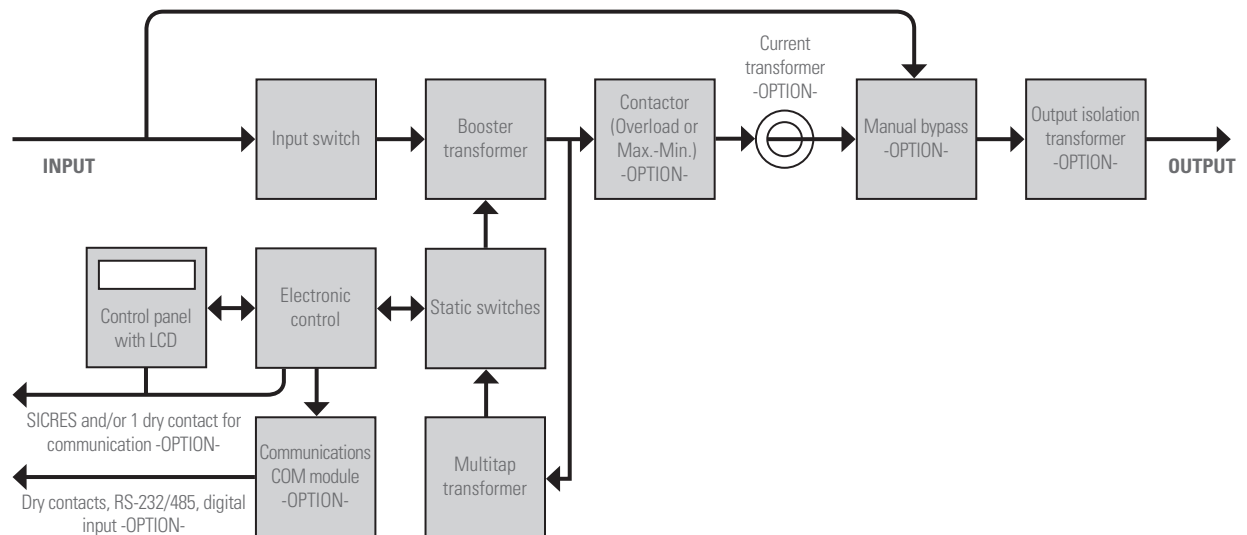 Current
transformer
-OPTION-
Input switch
Booster
transformer
Contactor
(Overload or
Max.-Min.)
-OPTION-
Manual bypass
-OPTION-
Output isolation
transformer
-OPTION-
INPUT
OUTPUT
Control panel
with LCD
Electronic
control
Static switches
SICRES and/or 1 dry contact for
communication -OPTION-
Communications
COM module
-OPTION-
Multitap
transformer
Dry contacts, RS-232/485, digital
input -OPTION-